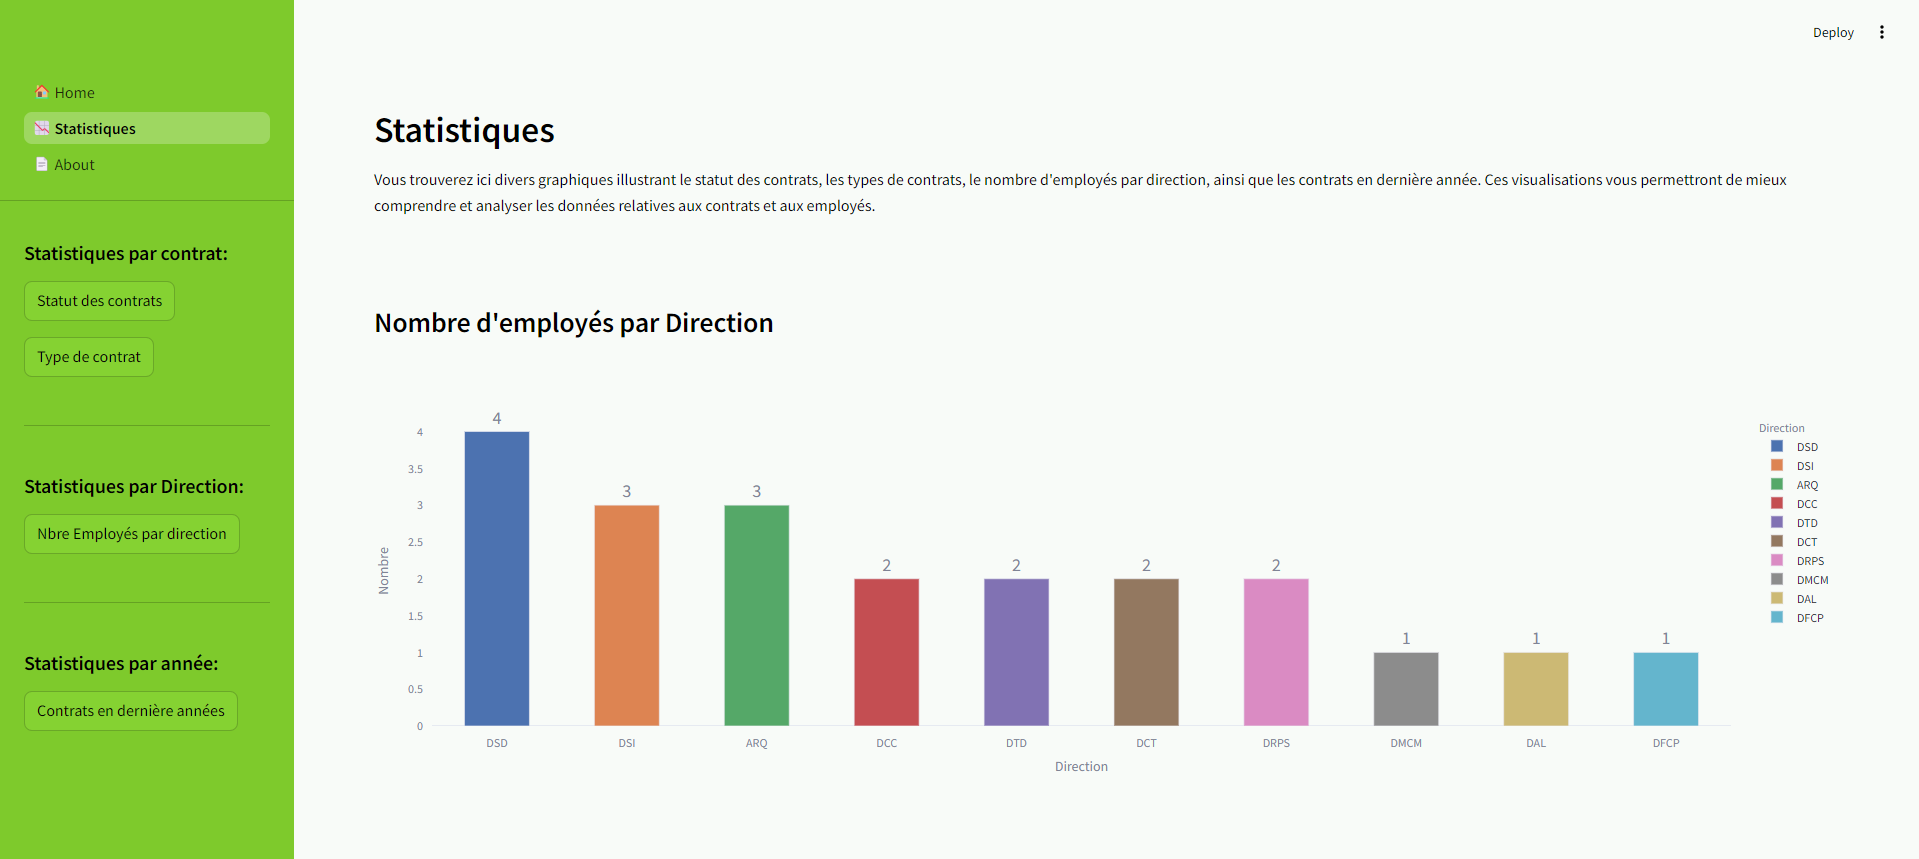 Deploy
Home
Statistiques
About
Statistiques par contrat:
Statut des contrats
Type de contrat
Statistiques par Direction:
Nbre Employés par direction
Statistiques par année:
Contrats en dernière années
Statistiques
Vous trouverez ici divers graphiques illustrant le statut des contrats, les types de contrats, le nombre d'employés par direction, ainsi que les contrats en dernière année. Ces visualisations vous permettront de mieux
comprendre et analyser les données relatives aux contrats et aux employés.
Nombre d'employés par Direction
4
3
3
2
2
2
2
1
1
1
4
3.5
3
2.5
2
1.5
1
0.5
0
Nombre
DSD
DSI
ARQ
DCC
DTD
DCT
DRPS
DMCM
DAL
DFCP
Direction
Direction
DSD
DSI
ARQ
DCC
DTD
DCT
DRPS
DMCM
DAL
DFCP